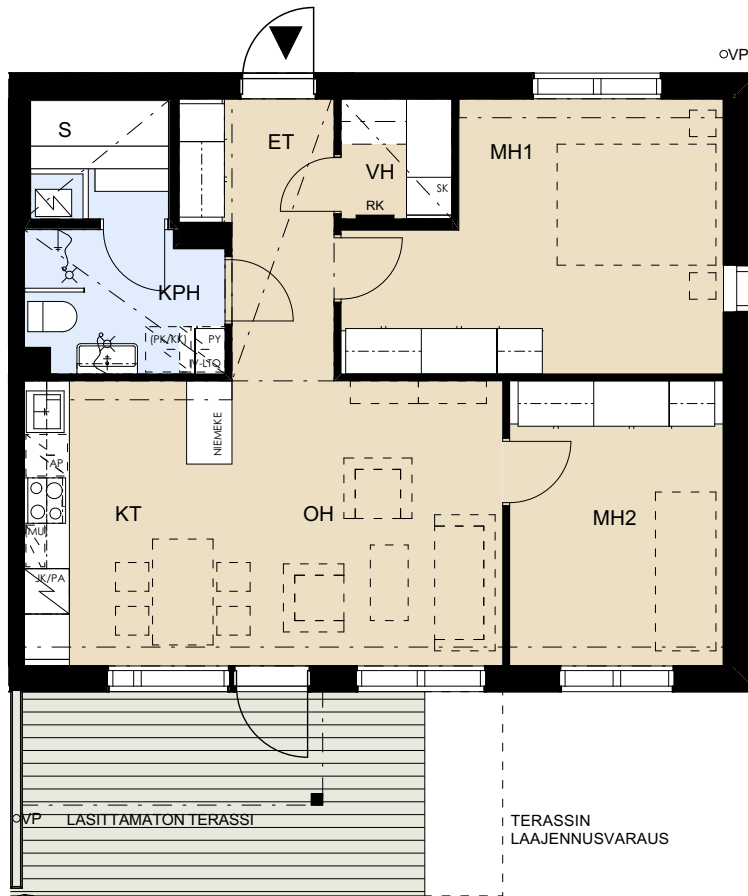 VP
S
ET
VH
MH1
SK
RK
KPH
(PK/KK)
PY
IV-LTO
NIEMEKE
AP
KT
OH
MH2
(MU)
JK/PA
VP
LASITTAMATON TERASSI
TERASSIN
LAAJENNUSVARAUS